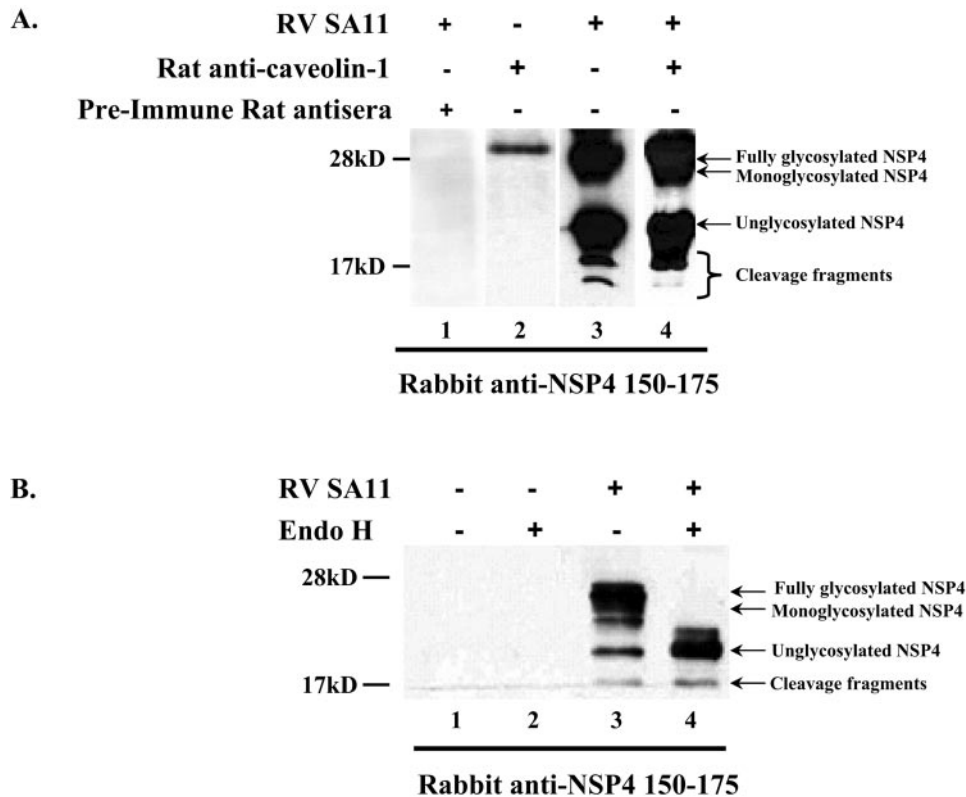 A.
RV SA11 + - + +
Rat anti-caveolin-1 - + - +
Pre-Immune Rat antisera + - - -
28kD
Fully glycosylated NSP4
Monoglycosylated NSP4
Unglycosylated NSP4
17kD
Cleavage fragments
1 2 3 4
Rabbit anti-NSP4 150-175
B.
RV SA11 - - + +
Endo H - + - +
28kD
Fully glycosylated NSP4
Monoglycosylated NSP4
Unglycosylated NSP4
17kD
Cleavage fragments
1 2 3 4
Rabbit anti-NSP4 150-175